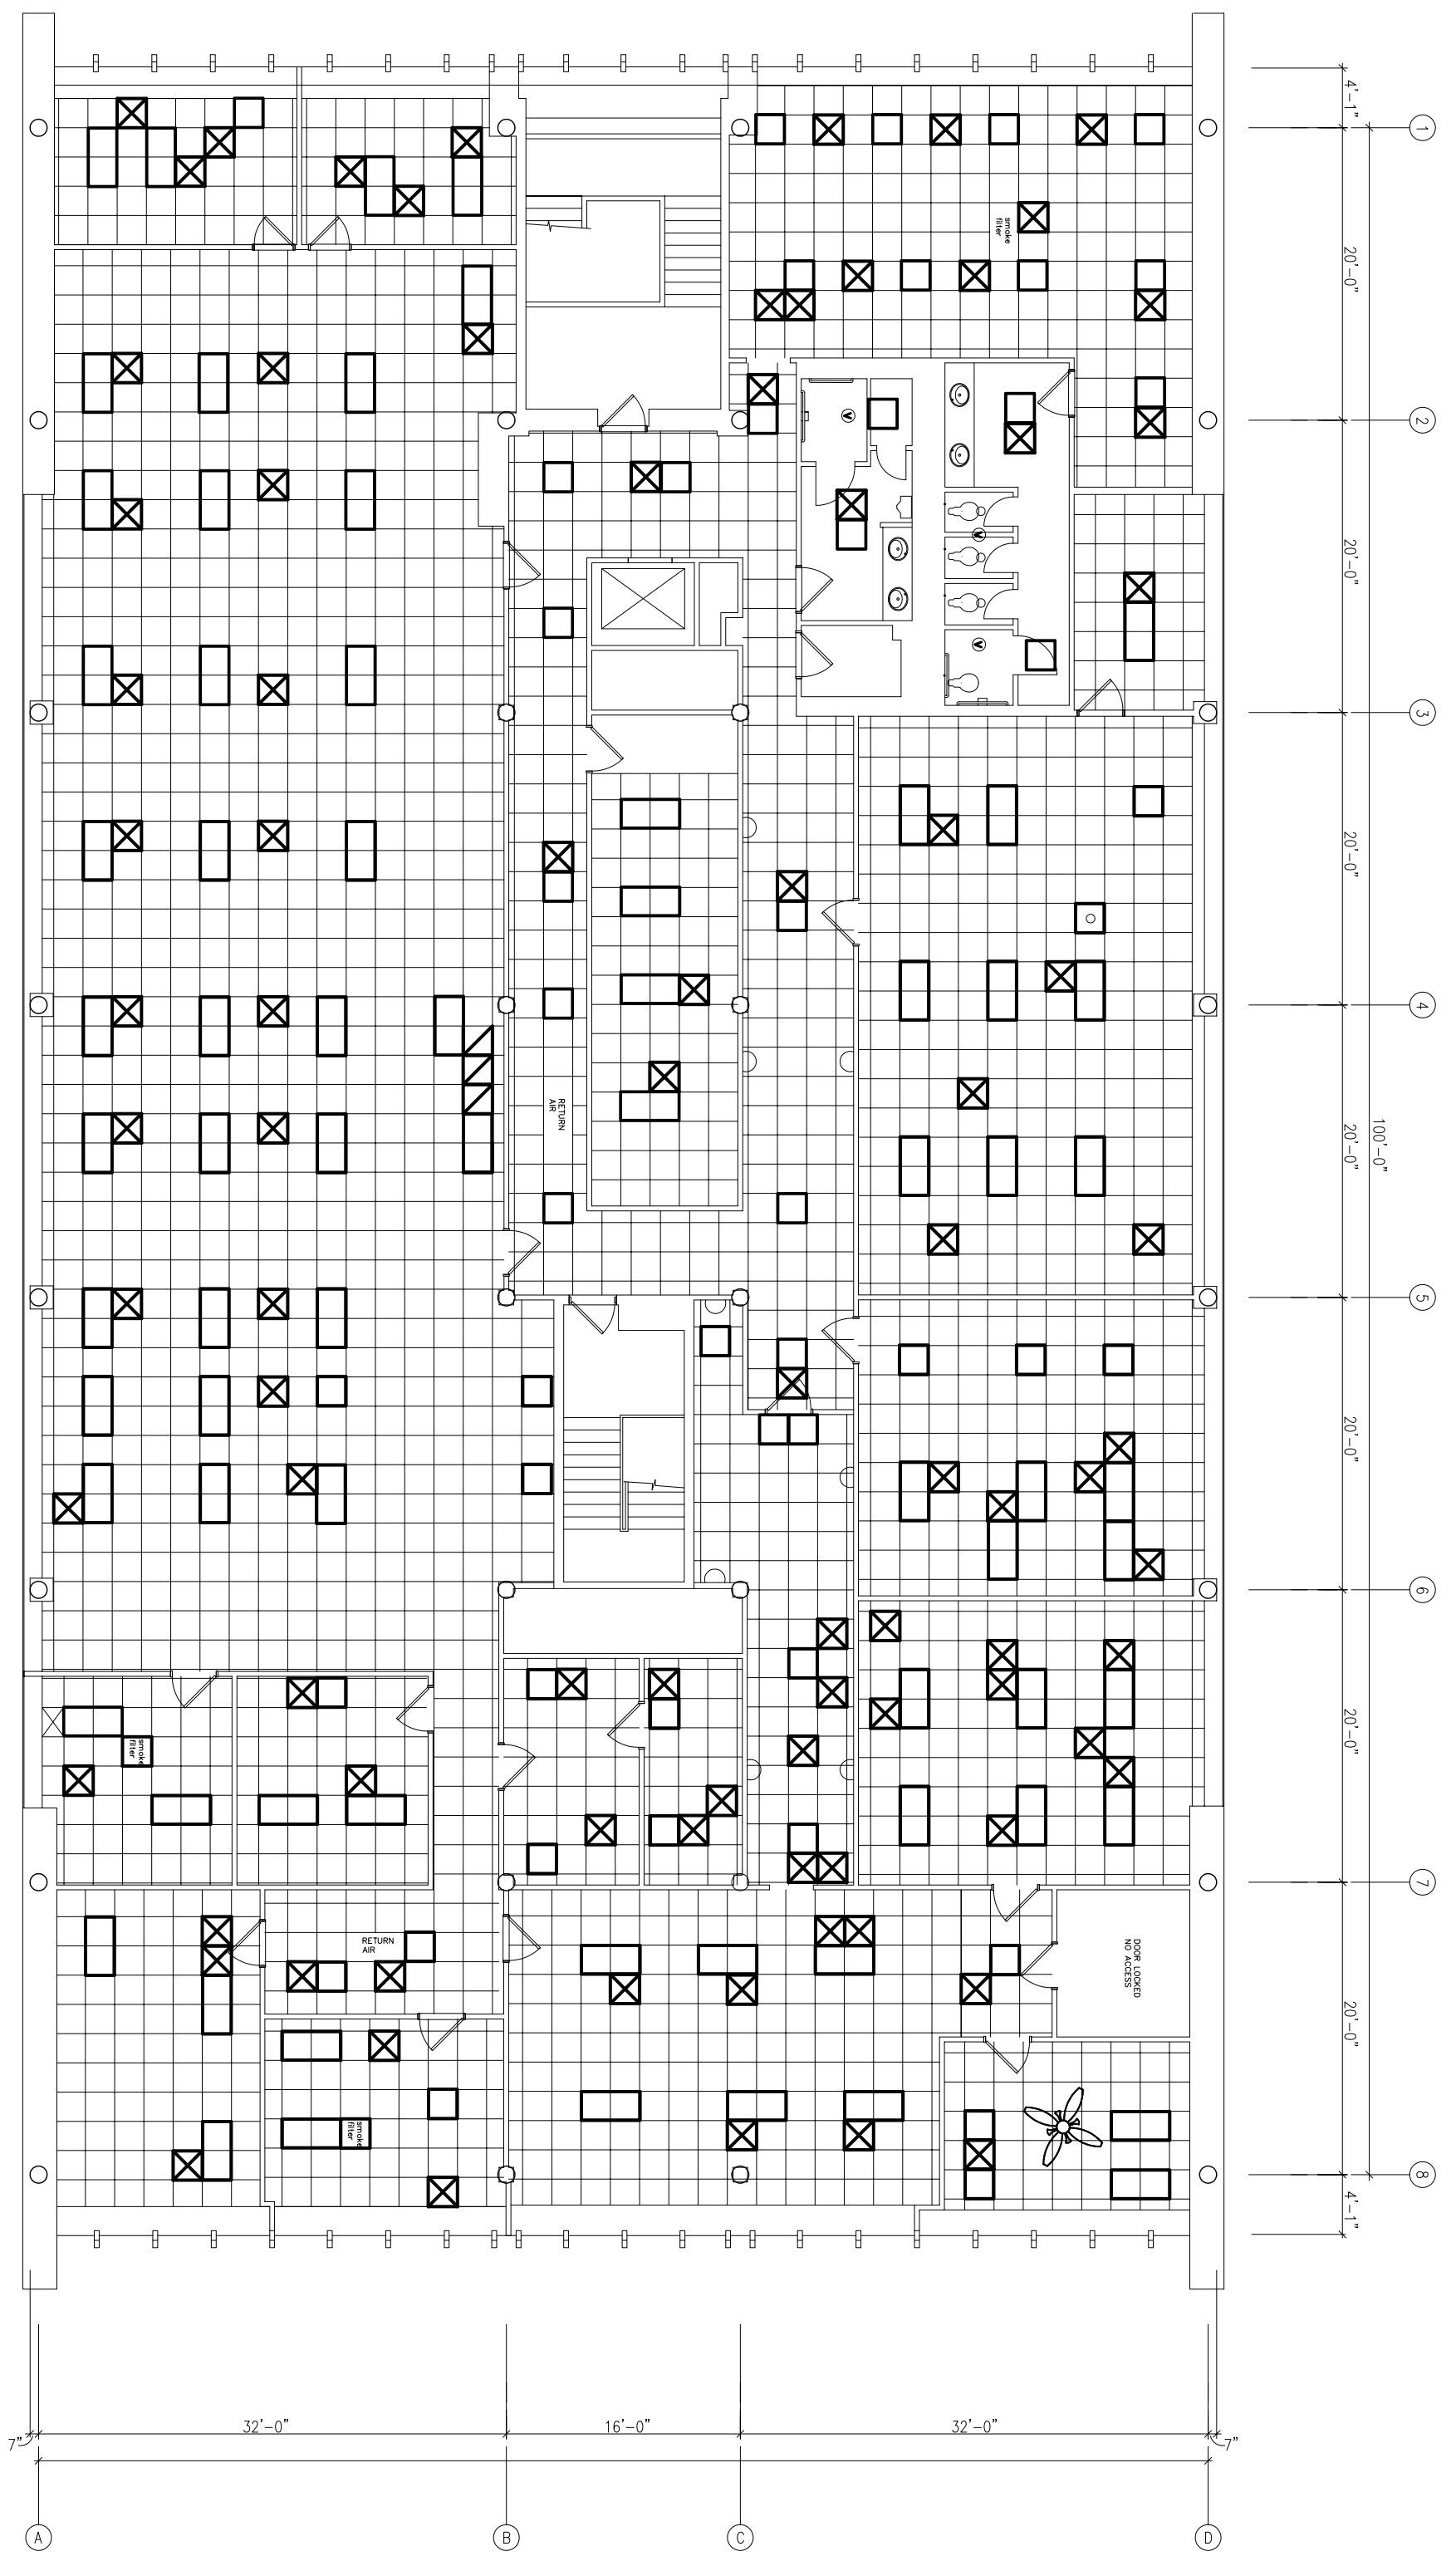 4'-1"
1
20'-0"
smoke
filter
2
20'-0"
3
20'-0"
4
RETURN
AIR
20'-0"
100'-0"
5
20'-0"
6
20'-0"
smoke
filter
7
RETURN
AIR
DOOR LOCKED
NO ACCESS
20'-0"
smoke
filter
8
4'-1"
7"
32'-0"
16'-0"
32'-0"
7"
A
B
C
D